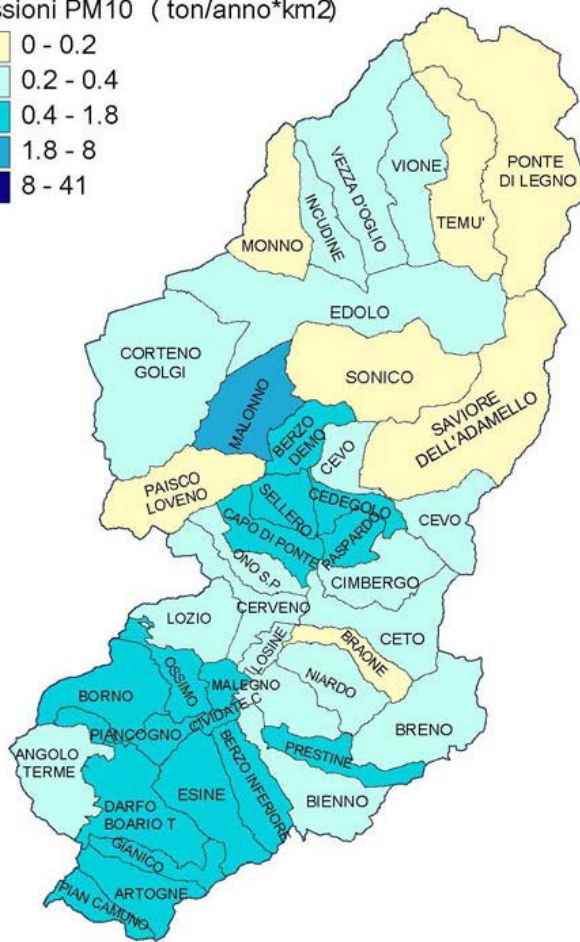 ssioni PM10 ( ton/anno*km2)
0 - 0.2
0.2 - 0.4
0.4 - 1.8
1.8 - 8
8 - 41
PONTE
DI LEGNO
VIONE
VEZZA D'OGLIO
TEMU'
INCUDINE
MONNO
EDOLO
CORTENO
GOLGI
SONICO
MALONNO
SAVIORE
DELL'ADAMELLO
BERZO
DEMO
CEVO
PAISCO
LOVENO
SELLERO
CEDEGOLO
CEVO
CAPO DI PONTE
PASPARDO
ONO S.P
CIMBERGO
CERVENO
LOZIO
LOSINE
BRAONE
CETO
OSSIMO
MALEGNO
NIARDO
BORNO
CIVIDATE C
BRENO
PIANCOGNO
PRESTINE
ANGOLO
TERME
BERZO INFERIORE
ESINE
BIENNO
DARFO
BOARIO T
GIANICO
ARTOGNE
PIAN CAMUNO